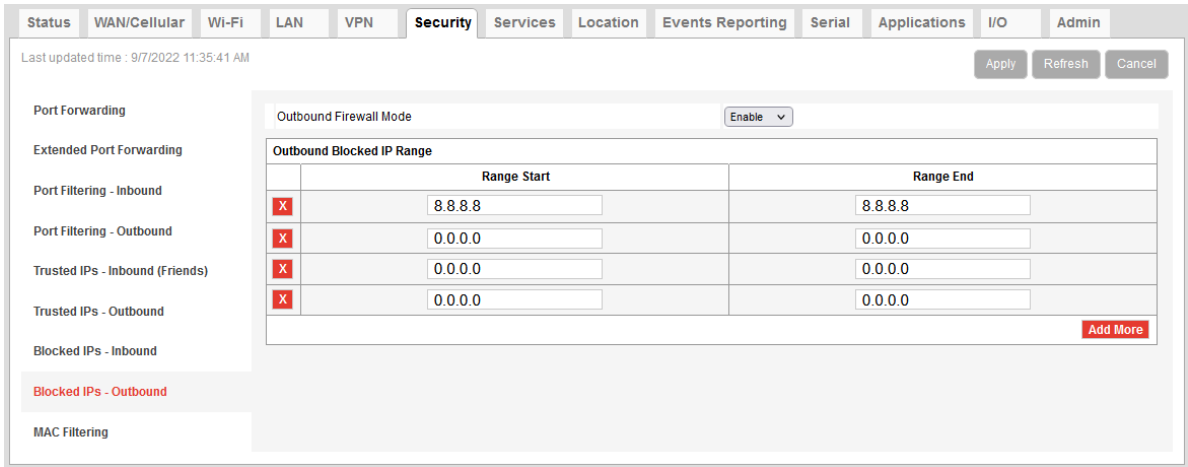 Status WAN/Cellular Wi-Fi LAN VPN Security Services Location Events Reporting Serial Applications I/O Admin
Last updated time : 9/7/2022 11:35:41 AM
Apply Refresh Cancel
Port Forwarding
Extended Port Forwarding
Port Filtering - Inbound
Port Filtering - Outbound
Trusted IPs - Inbound (Friends)
Trusted IPs - Outbound
Blocked IPs - Inbound
Blocked IPs - Outbound
MAC Filtering
Outbound Firewall Mode Enable
Outbound Blocked IP Range
Range Start Range End
X 8.8.8.8 8.8.8.8
X 0.0.0.0 0.0.0.0
X 0.0.0.0 0.0.0.0
X 0.0.0.0 0.0.0.0
Add More